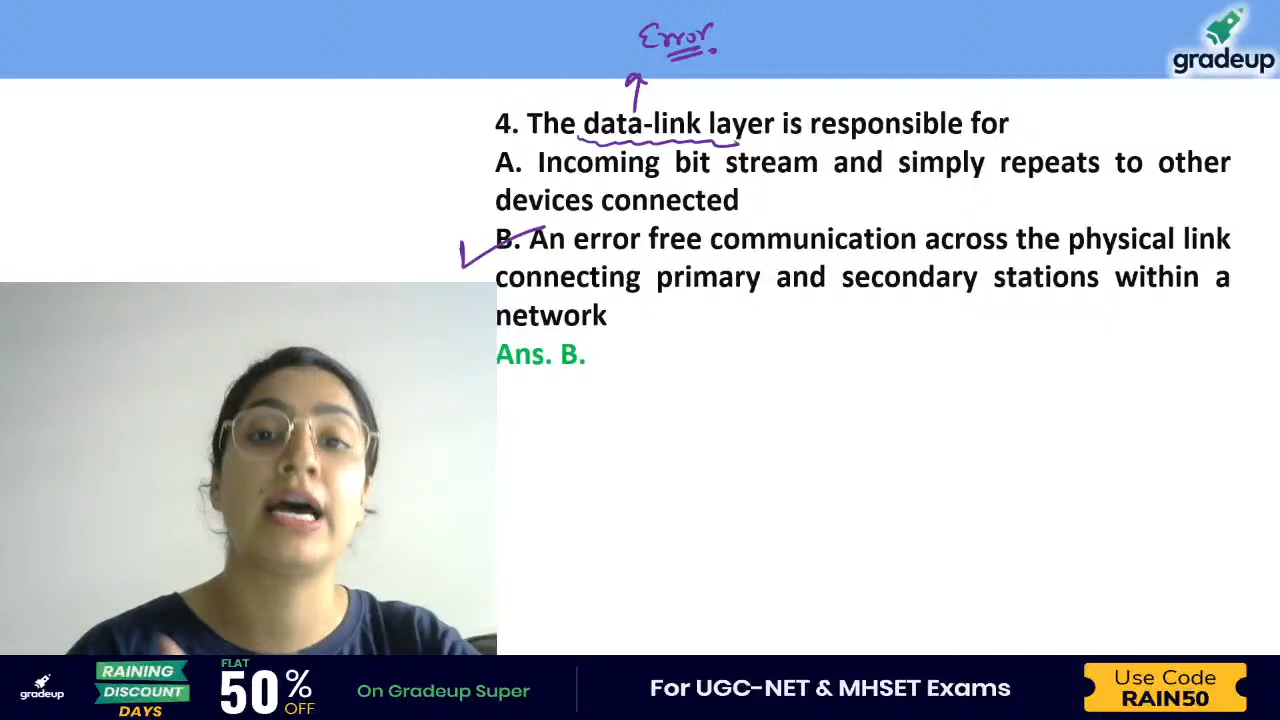 Error.
gradeup
4. The data-link layer is responsible for
A. Incoming bit stream and simply repeats to other
devices connected
B. An error free communication across the physical link
connecting primary and secondary stations within a
network
Ans. B.
gradeup
RAINING
DISCOUNT
DAYS
FLAT
50%
OFF
On Gradeup Super
For UGC-NET & MHSET Exams
Use Code
RAIN50